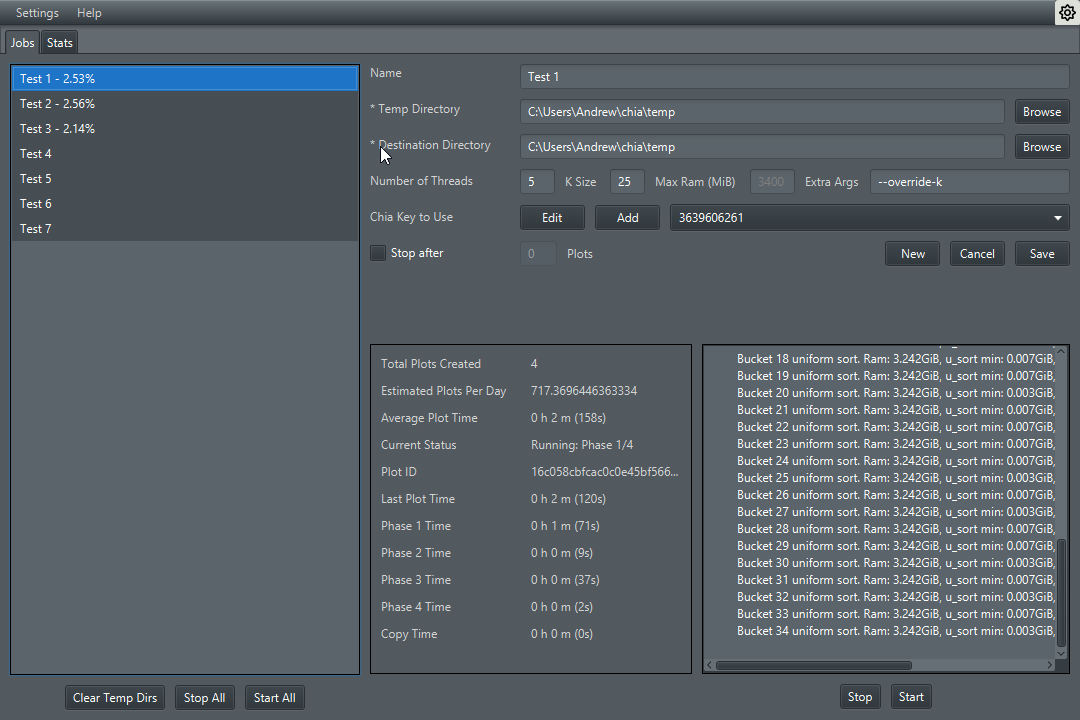 Settings Help
Jobs Stats
Test 1 - 2.53%
Test 2 - 2.56%
Test 3 - 2.14%
Test 4
Test 5
Test 6
Test 7
Name Test 1
* Temp Directory C:\Users\Andrew\chia\temp Browse
* Destination Directory C:\Users\Andrew\chia\temp Browse
Number of Threads 5 K Size 25 Max Ram (MiB) 3400 Extra Args --override-k
Chia Key to Use Edit Add 3639606261
Stop after 0 Plots New Cancel Save
Total Plots Created 4
Estimated Plots Per Day 717.3696446363334
Average Plot Time 0 h 2 m (158s)
Current Status Running: Phase 1/4
Plot ID 16c058cbfcac0c0e45bf566...
Last Plot Time 0 h 2 m (120s)
Phase 1 Time 0 h 1 m (71s)
Phase 2 Time 0 h 0 m (9s)
Phase 3 Time 0 h 0 m (37s)
Phase 4 Time 0 h 0 m (2s)
Copy Time 0 h 0 m (0s)
Bucket 18 uniform sort. Ram: 3.242GiB, u_sort min: 0.007GiB,
Bucket 19 uniform sort. Ram: 3.242GiB, u_sort min: 0.007GiB,
Bucket 20 uniform sort. Ram: 3.242GiB, u_sort min: 0.003GiB,
Bucket 21 uniform sort. Ram: 3.242GiB, u_sort min: 0.007GiB,
Bucket 22 uniform sort. Ram: 3.242GiB, u_sort min: 0.007GiB,
Bucket 23 uniform sort. Ram: 3.242GiB, u_sort min: 0.007GiB,
Bucket 24 uniform sort. Ram: 3.242GiB, u_sort min: 0.007GiB,
Bucket 25 uniform sort. Ram: 3.242GiB, u_sort min: 0.003GiB,
Bucket 26 uniform sort. Ram: 3.242GiB, u_sort min: 0.007GiB,
Bucket 27 uniform sort. Ram: 3.242GiB, u_sort min: 0.003GiB,
Bucket 28 uniform sort. Ram: 3.242GiB, u_sort min: 0.007GiB,
Bucket 29 uniform sort. Ram: 3.242GiB, u_sort min: 0.007GiB,
Bucket 30 uniform sort. Ram: 3.242GiB, u_sort min: 0.003GiB,
Bucket 31 uniform sort. Ram: 3.242GiB, u_sort min: 0.007GiB,
Bucket 32 uniform sort. Ram: 3.242GiB, u_sort min: 0.003GiB,
Bucket 33 uniform sort. Ram: 3.242GiB, u_sort min: 0.007GiB,
Bucket 34 uniform sort. Ram: 3.242GiB, u_sort min: 0.003GiB,
Clear Temp Dirs Stop All Start All Stop Start